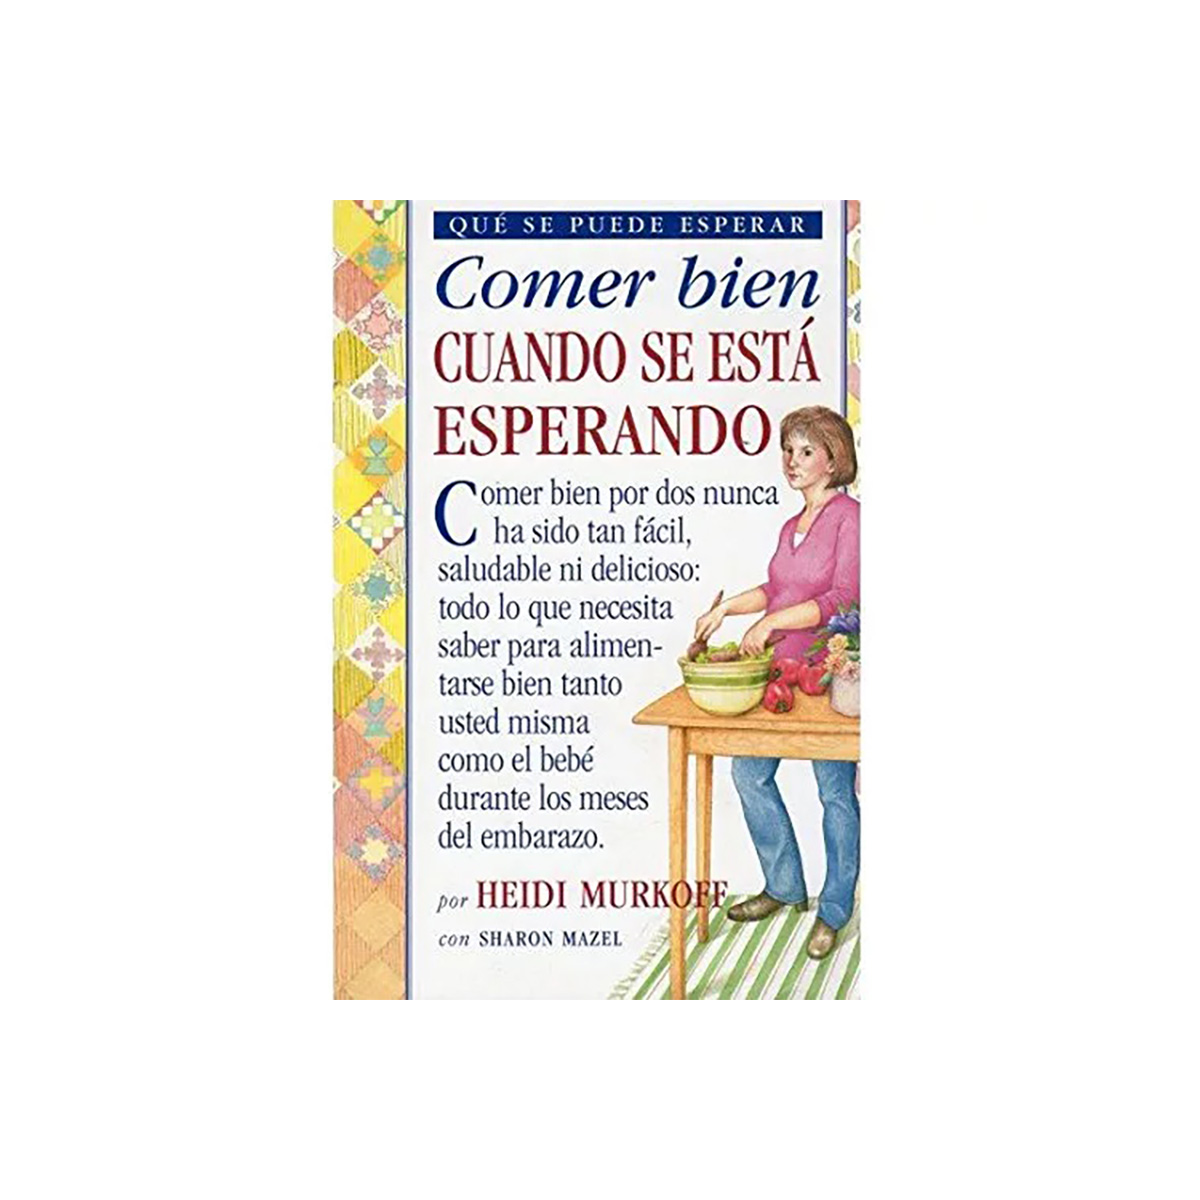 QUÉ SE PUEDE ESPERAR
Comer bien
CUANDO SE ESTÁ
ESPERANDO
Comer bien por dos nunca
ha sido tan fácil,
saludable ni delicioso:
todo lo que necesita
saber para alimen-
tarse bien tanto
usted misma
como el bebé
durante los meses
del embarazo.
por HEIDI MURKOFF
con SHARON MAZEL